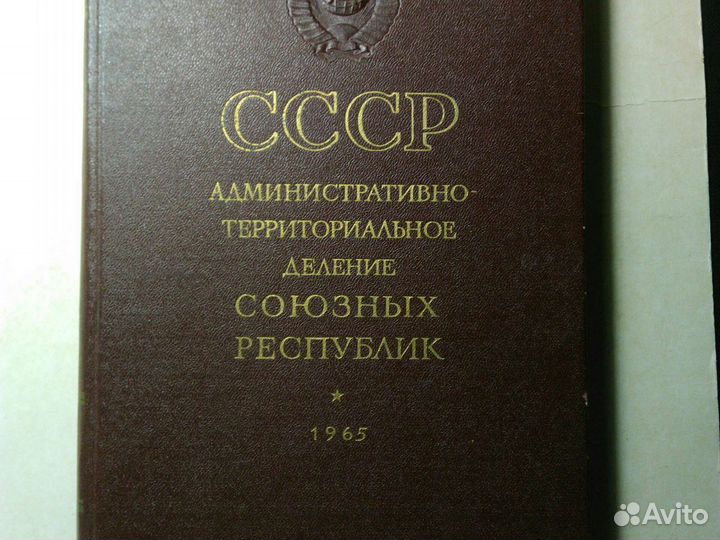 СССР
АДМИНИСТРАТИВНО-
ТЕРРИТОРИАЛЬНОЕ
ДЕЛЕНИЕ
СОЮЗНЫХ
РЕСПУБЛИК
1965
Avito